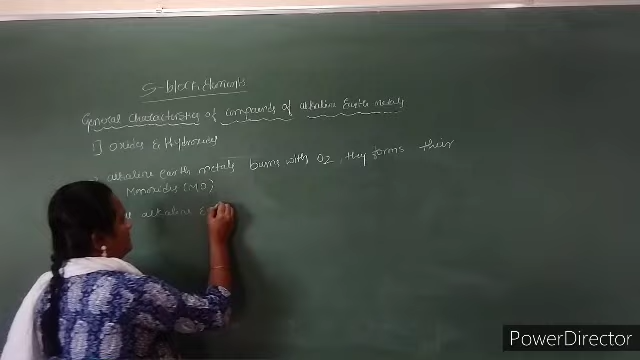 S-block Elements
General Characteristics of compounds of alkaline Earth metals
1] Oxides & Hydroxides
alkaline earth metals burns with O2, they forms their
Monoxides (MO)
alkaline
PowerDirector